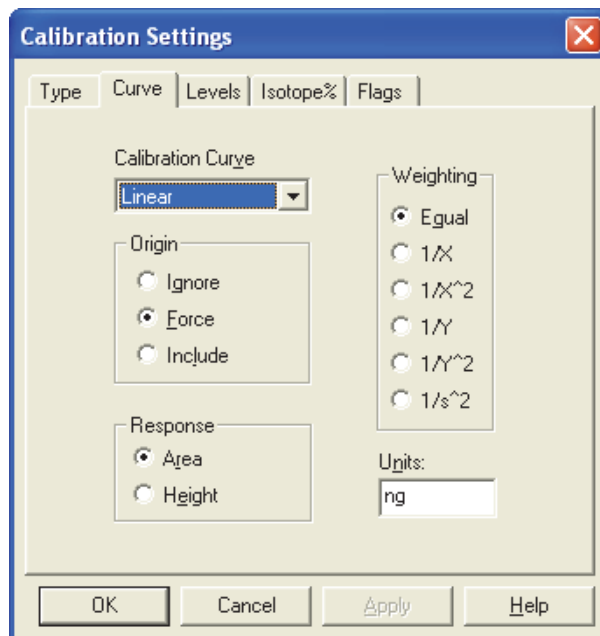 Calibration Settings
Type Curve Levels Isotope% Flags
Calibration Curve
Linear
Origin
Ignore
Force
Include
Response
Area
Height
Weighting
Equal
1/X
1/X^2
1/Y
1/Y^2
1/s^2
Units:
ng
OK Cancel Apply Help